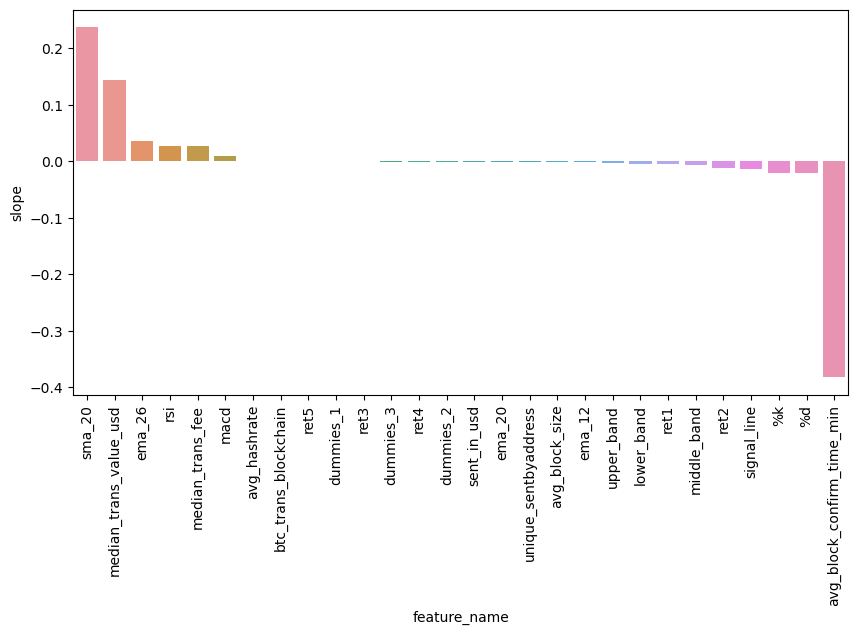 0.2
0.1
0.0
−0.1
−0.2
−0.3
−0.4
slope
sma_20
median_trans_value_usd
ema_26
rsi
median_trans_fee
macd
avg_hashrate
btc_trans_blockchain
ret5
dummies_1
ret3
dummies_3
ret4
dummies_2
sent_in_usd
ema_20
unique_sentbyaddress
avg_block_size
ema_12
upper_band
lower_band
ret1
middle_band
ret2
signal_line
%k
%d
avg_block_confirm_time_min
feature_name